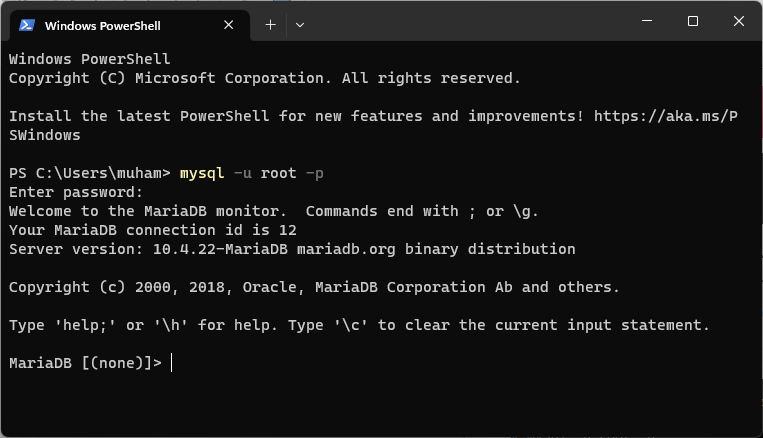 Windows PowerShell
Windows PowerShell
Copyright (C) Microsoft Corporation. All rights reserved.
Install the latest PowerShell for new features and improvements! https://aka.ms/P
SWindows
PS C:\Users\muham> mysql -u root -p
Enter password:
Welcome to the MariaDB monitor.  Commands end with ; or \g.
Your MariaDB connection id is 12
Server version: 10.4.22-MariaDB mariadb.org binary distribution
Copyright (c) 2000, 2018, Oracle, MariaDB Corporation Ab and others.
Type 'help;' or '\h' for help. Type '\c' to clear the current input statement.
MariaDB [(none)]>